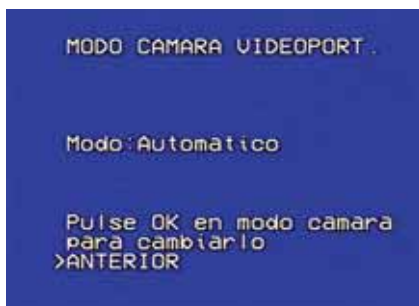 MODO CAMARA VIDEOPORT.
Modo:Automatico
Pulse OK en modo camara
para cambiarlo
>ANTERIOR